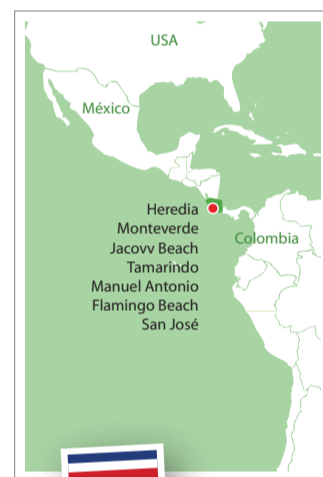 USA
México
Heredia
Monteverde
Jacovv Beach
Colombia
Tamarindo
Manuel Antonio
Flamingo Beach
San José